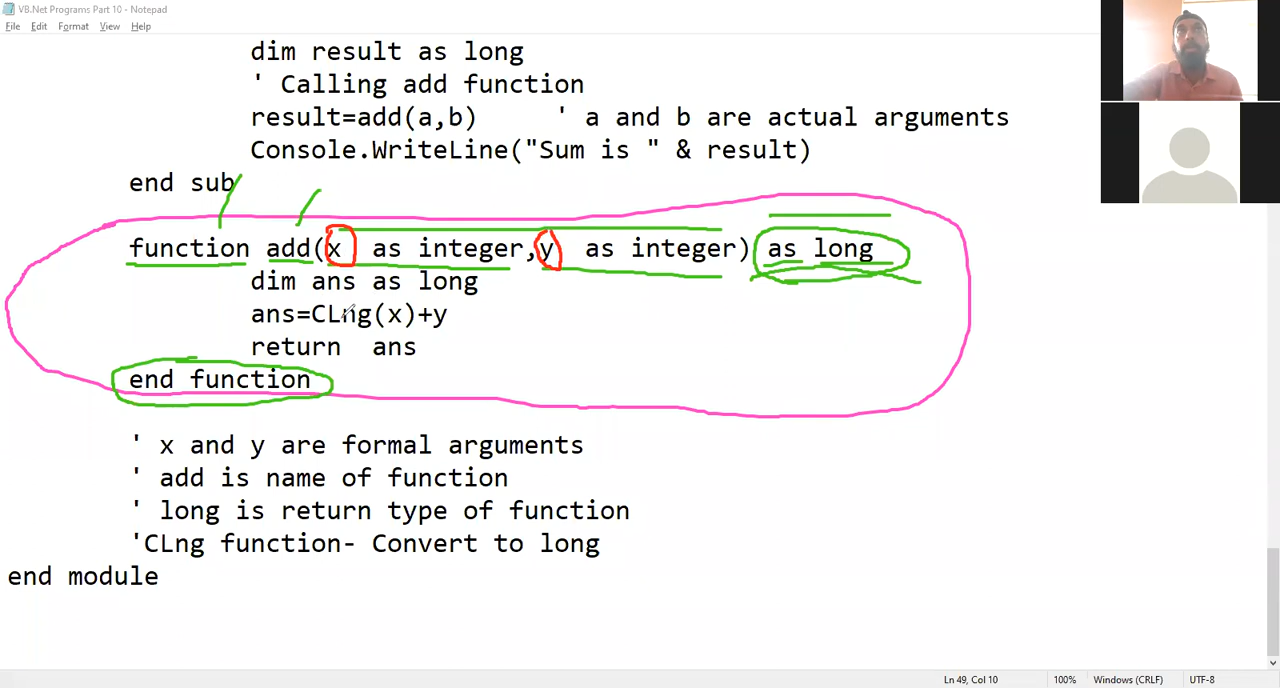 VB.Net Programs Part 10 - Notepad
File Edit Format View Help
dim result as long
' Calling add function
result=add(a,b) ' a and b are actual arguments
Console.WriteLine("Sum is " & result)
end sub
function add(x as integer,y as integer) as long
dim ans as long
ans=CLng(x)+y
return ans
end function
' x and y are formal arguments
' add is name of function
' long is return type of function
'CLng function- Convert to long
end module
Ln 49, Col 10 100% Windows (CRLF) UTF-8